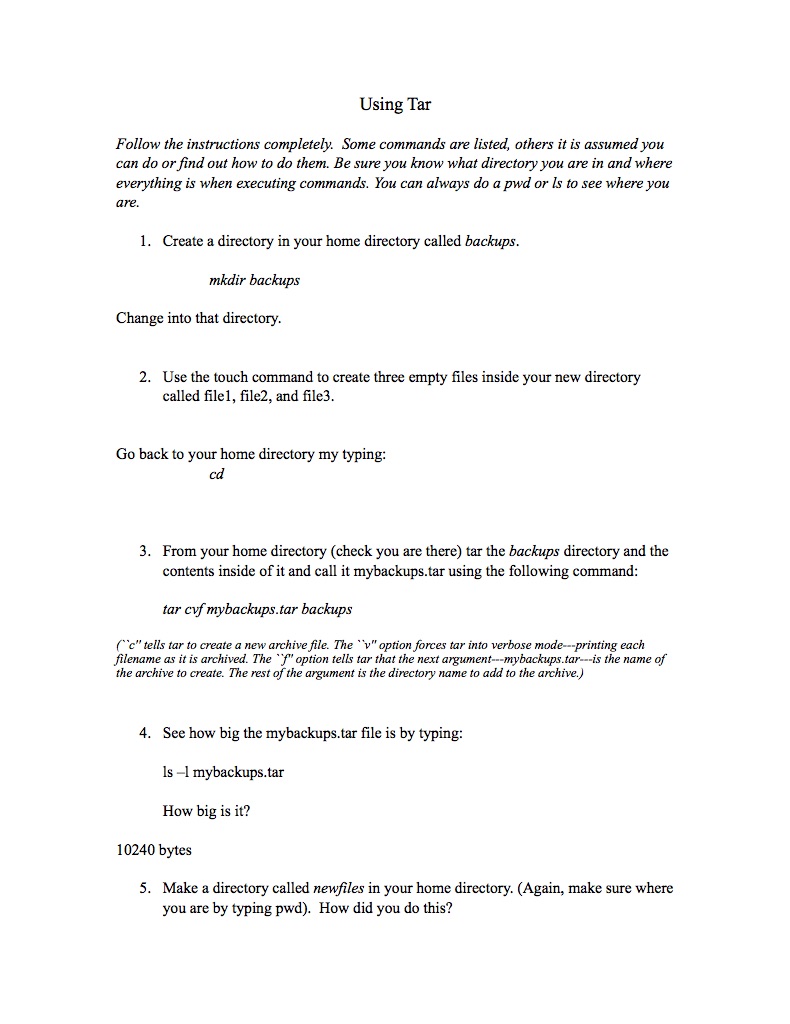 Using Tar
Follow the instructions completely.  Some commands are listed, others it is assumed you
can do or find out how to do them. Be sure you know what directory you are in and where
everything is when executing commands. You can always do a pwd or ls to see where you
are.
1. Create a directory in your home directory called backups.
mkdir backups
Change into that directory.
2. Use the touch command to create three empty files inside your new directory
called file1, file2, and file3.
Go back to your home directory my typing:
cd
3. From your home directory (check you are there) tar the backups directory and the
contents inside of it and call it mybackups.tar using the following command:
tar cvf mybackups.tar backups
(``c" tells tar to create a new archive file. The ``v" option forces tar into verbose mode---printing each
filename as it is archived. The ``f" option tells tar that the next argument---mybackups.tar---is the name of
the archive to create. The rest of the argument is the directory name to add to the archive.)
4. See how big the mybackups.tar file is by typing:
ls –l mybackups.tar
How big is it?
10240 bytes
5. Make a directory called newfiles in your home directory. (Again, make sure where
you are by typing pwd).  How did you do this?